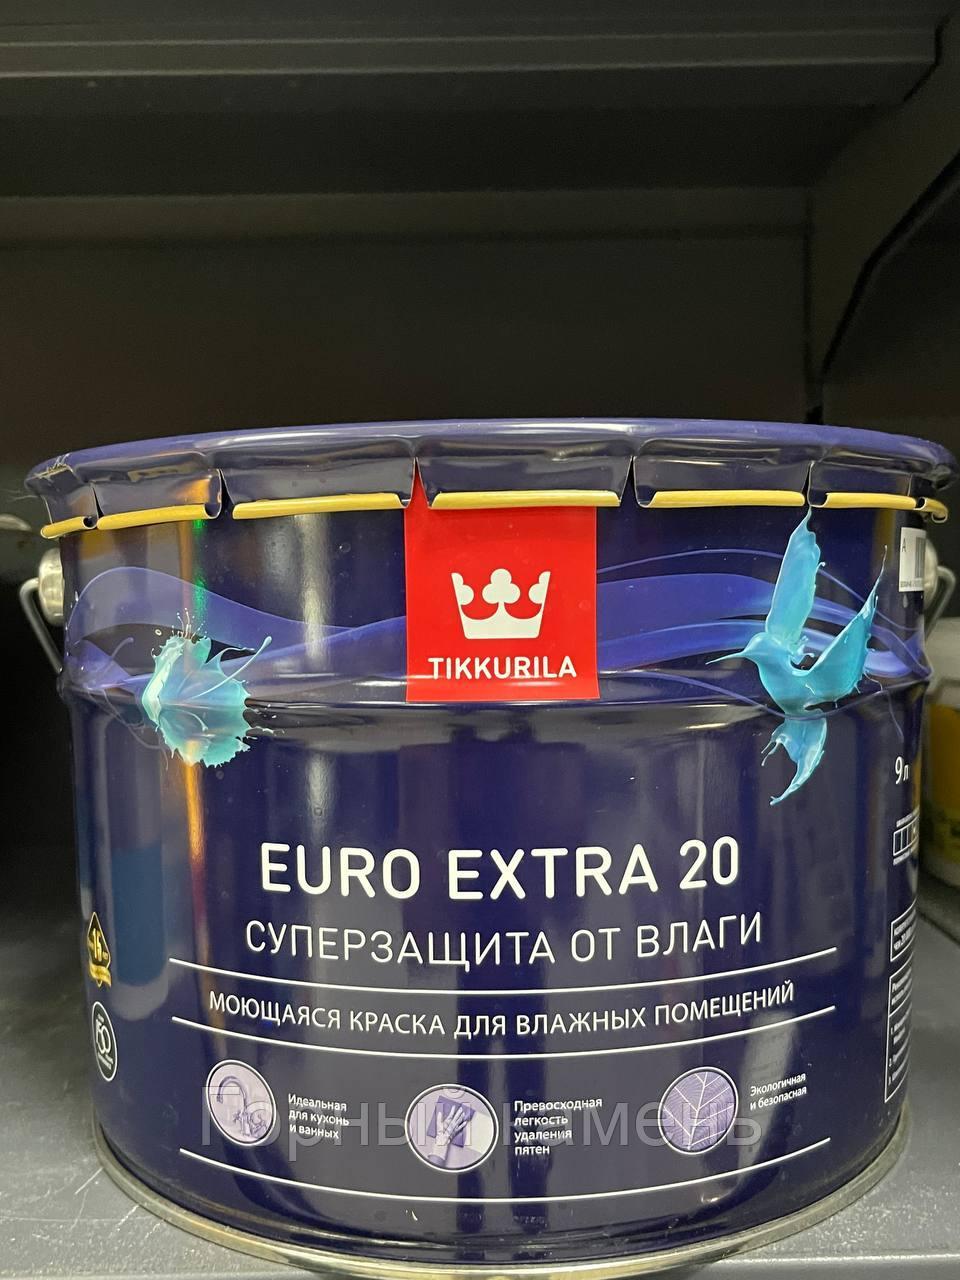 TIKKURILA
A
9 л
EURO EXTRA 20
СУПЕРЗАЩИТА ОТ ВЛАГИ
МОЮЩАЯСЯ КРАСКА ДЛЯ ВЛАЖНЫХ ПОМЕЩЕНИЙ
Идеальная
для кухонь
и ванных
Превосходная
легкость
удаления
пятен
Экологичная
и безопасная
Горный камень